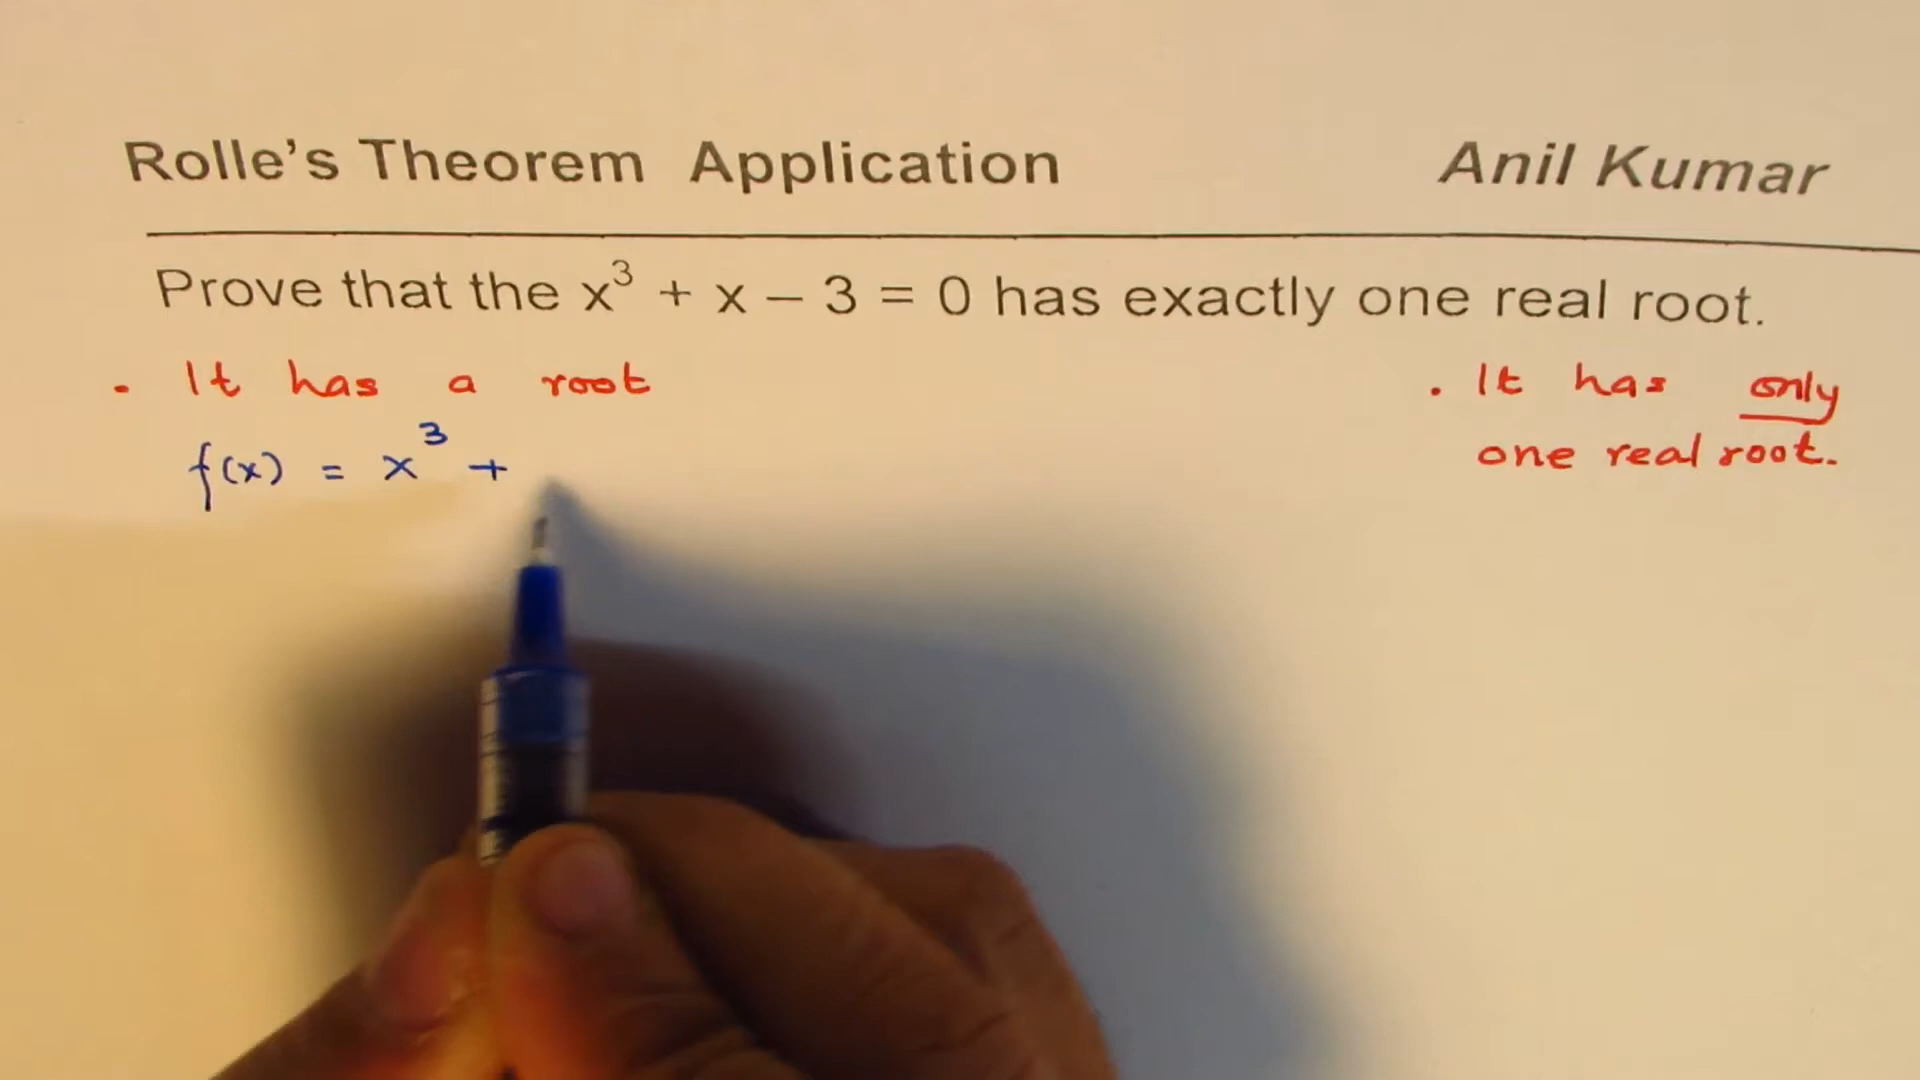 Rolle's Theorem Application Anil Kumar
Prove that the x³ + x – 3 = 0 has exactly one real root.
. It has a root
f(x) = x³ +
. It has only
one real root.